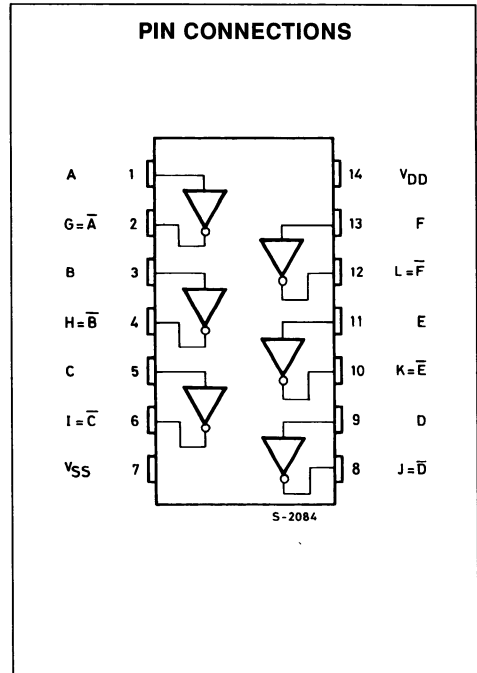 PIN CONNECTIONS
A 1 14 VDD
G=A̅ 2 13 F
B 3 12 L=F̅
H=B̅ 4 11 E
C 5 10 K=E̅
I=C̅ 6 9 D
VSS 7 8 J=D̅
S-2084